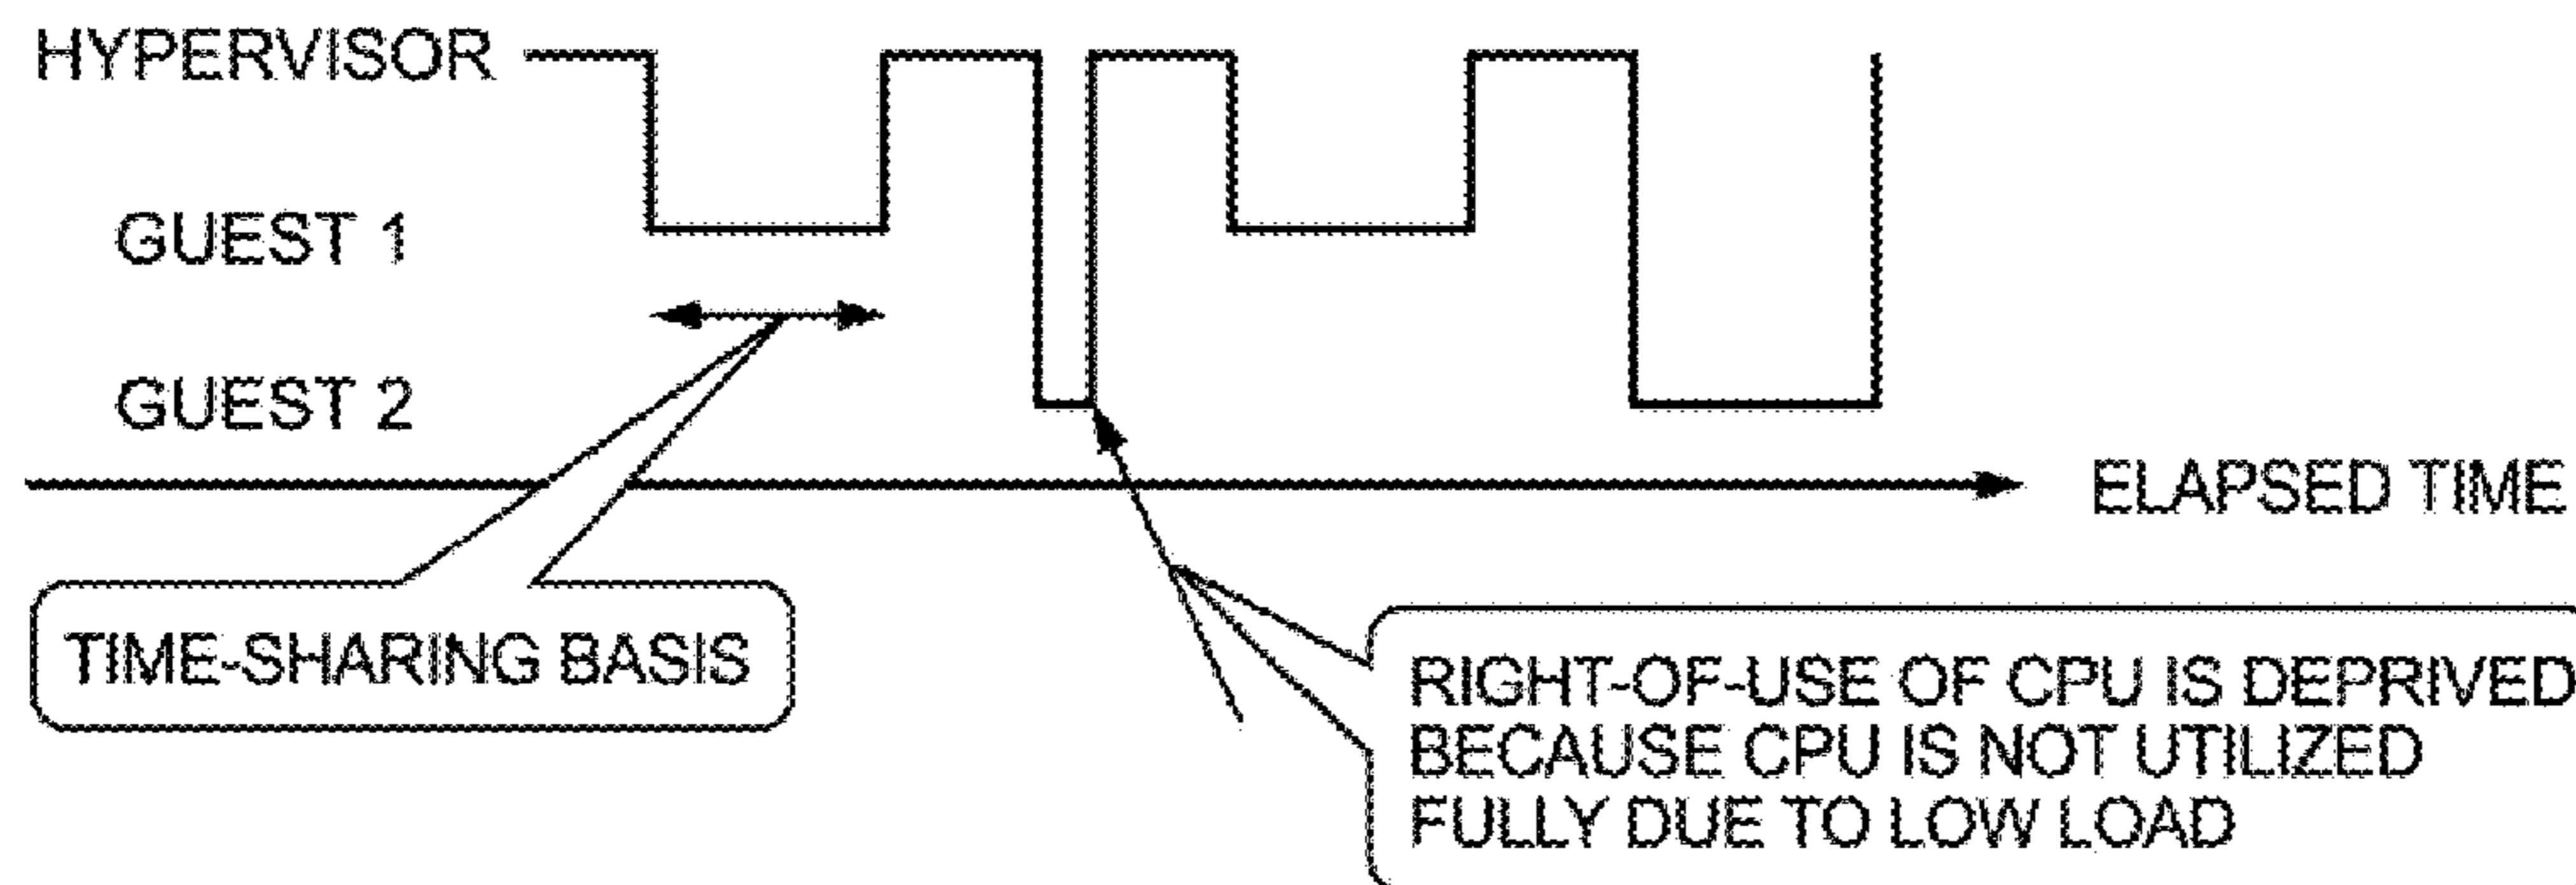 HYPERVISOR
GUEST 1
GUEST 2
ELAPSED TIME
TIME-SHARING BASIS
RIGHT-OF-USE OF CPU IS DEPRIVED
BECAUSE CPU IS NOT UTILIZED
FULLY DUE TO LOW LOAD